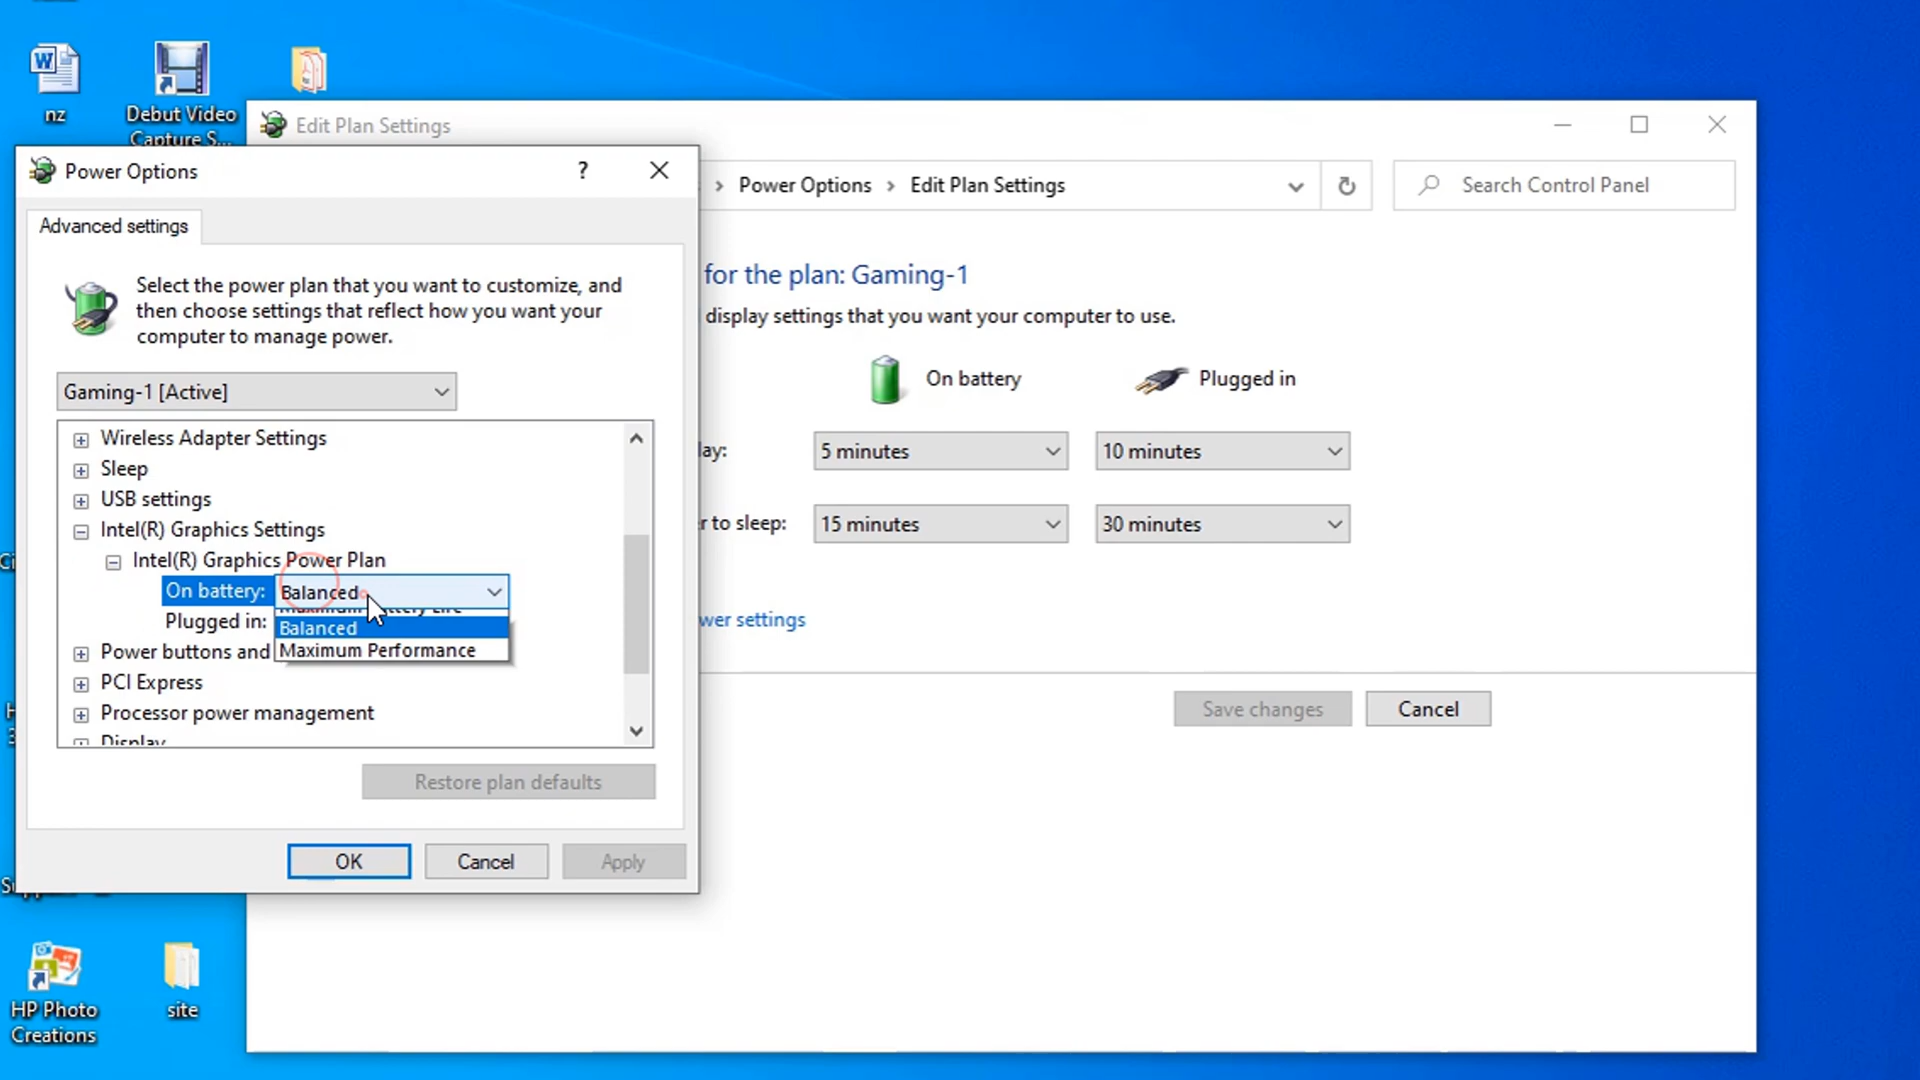 nz
Debut Video
Capture S...
Edit Plan Settings
Power Options
?
Power Options > Edit Plan Settings
Search Control Panel
Advanced settings
Select the power plan that you want to customize, and
then choose settings that reflect how you want your
computer to manage power.
for the plan: Gaming-1
display settings that you want your computer to use.
On battery
Plugged in
Gaming-1 [Active]
Wireless Adapter Settings
Sleep
USB settings
Intel(R) Graphics Settings
Intel(R) Graphics Power Plan
On battery: Balanced
Plugged in:
Balanced
Maximum Performance
Power buttons and
PCI Express
Processor power management
Display
lay:
5 minutes
10 minutes
r to sleep:
15 minutes
30 minutes
wer settings
Restore plan defaults
Save changes
Cancel
OK
Cancel
Apply
HP Photo
Creations
site